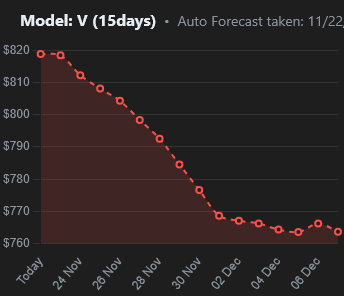 Model: V (15days) • Auto Forecast taken: 11/22,
$820
$810
$800
$790
$780
$770
$760
Today
24 Nov
26 Nov
28 Nov
30 Nov
02 Dec
04 Dec
06 Dec